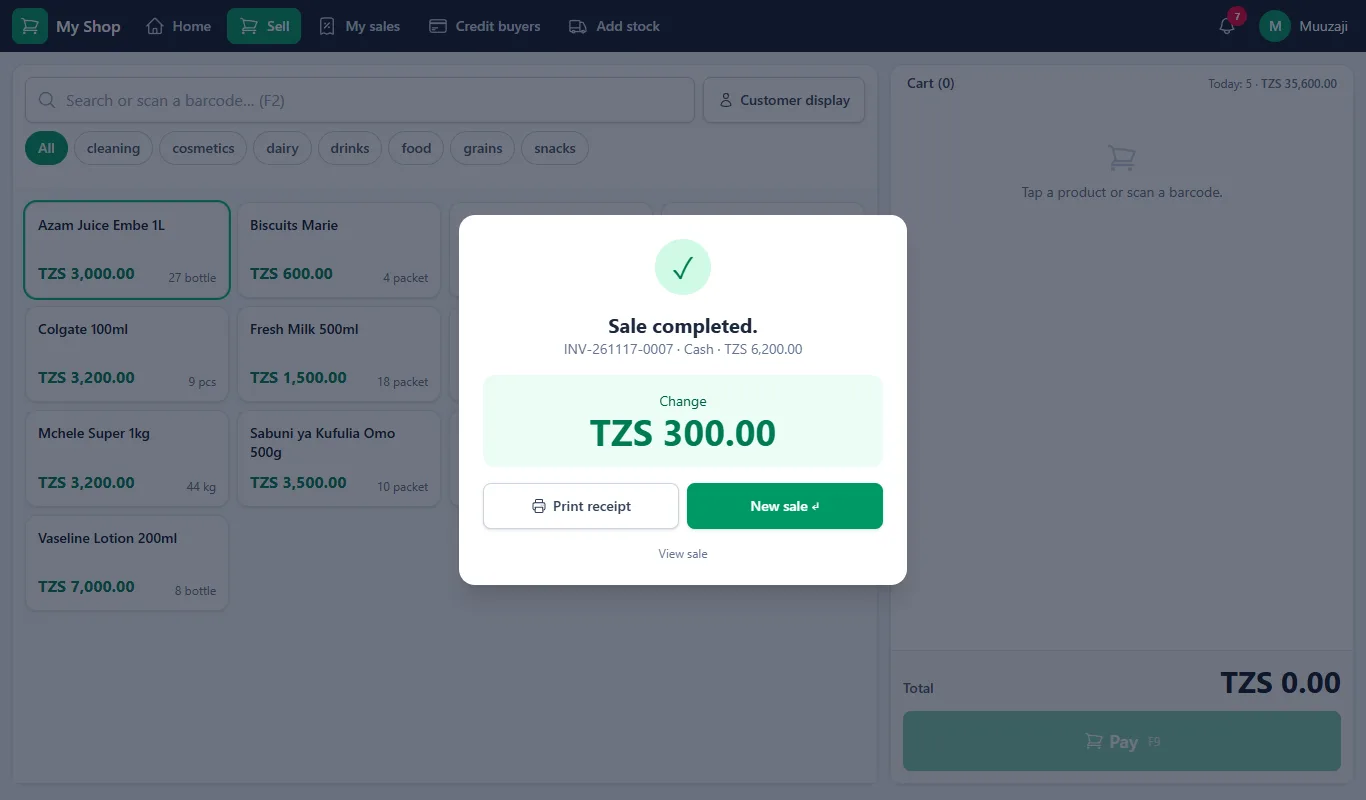 My Shop
Home
Sell
My sales
Credit buyers
Add stock
7
M
Muuzaji
Search or scan a barcode... (F2)
Customer display
All
cleaning
cosmetics
dairy
drinks
food
grains
snacks
Azam Juice Embe 1L
TZS 3,000.00
27 bottle
Biscuits Marie
TZS 600.00
4 packet
Colgate 100ml
TZS 3,200.00
9 pcs
Fresh Milk 500ml
TZS 1,500.00
18 packet
Mchele Super 1kg
TZS 3,200.00
44 kg
Sabuni ya Kufulia Omo
500g
TZS 3,500.00
10 packet
Vaseline Lotion 200ml
TZS 7,000.00
8 bottle
Sale completed.
INV-261117-0007 · Cash · TZS 6,200.00
Change
TZS 300.00
Print receipt
New sale ↵
View sale
Cart (0)
Today: 5 · TZS 35,600.00
Tap a product or scan a barcode.
Total
TZS 0.00
Pay F9